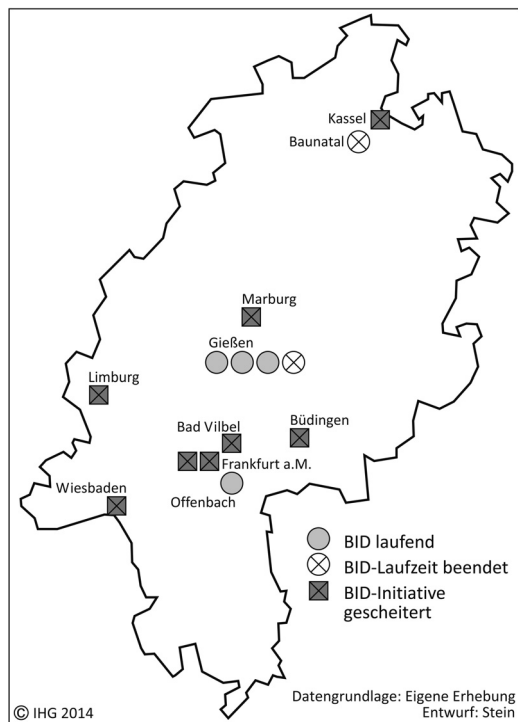 Kassel
Baunatal
Marburg
Gießen
Limburg
Bad Vilbel
Büdingen
Frankfurt a.M.
Wiesbaden
Offenbach
BID laufend
BID-Laufzeit beendet
BID-Initiative
gescheitert
© IHG 2014
Datengrundlage: Eigene Erhebung
Entwurf: Stein